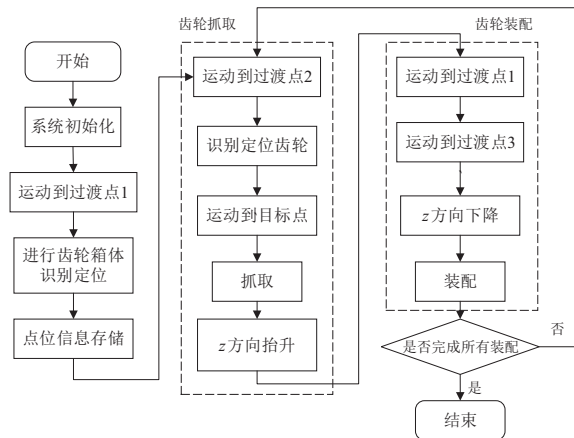 开始
系统初始化
运动到过渡点1
进行齿轮箱体
识别定位
点位信息存储
齿轮抓取
运动到过渡点2
识别定位齿轮
运动到目标点
抓取
z方向抬升
齿轮装配
运动到过渡点1
运动到过渡点3
z方向下降
装配
是否完成所有装配
否
是
结束